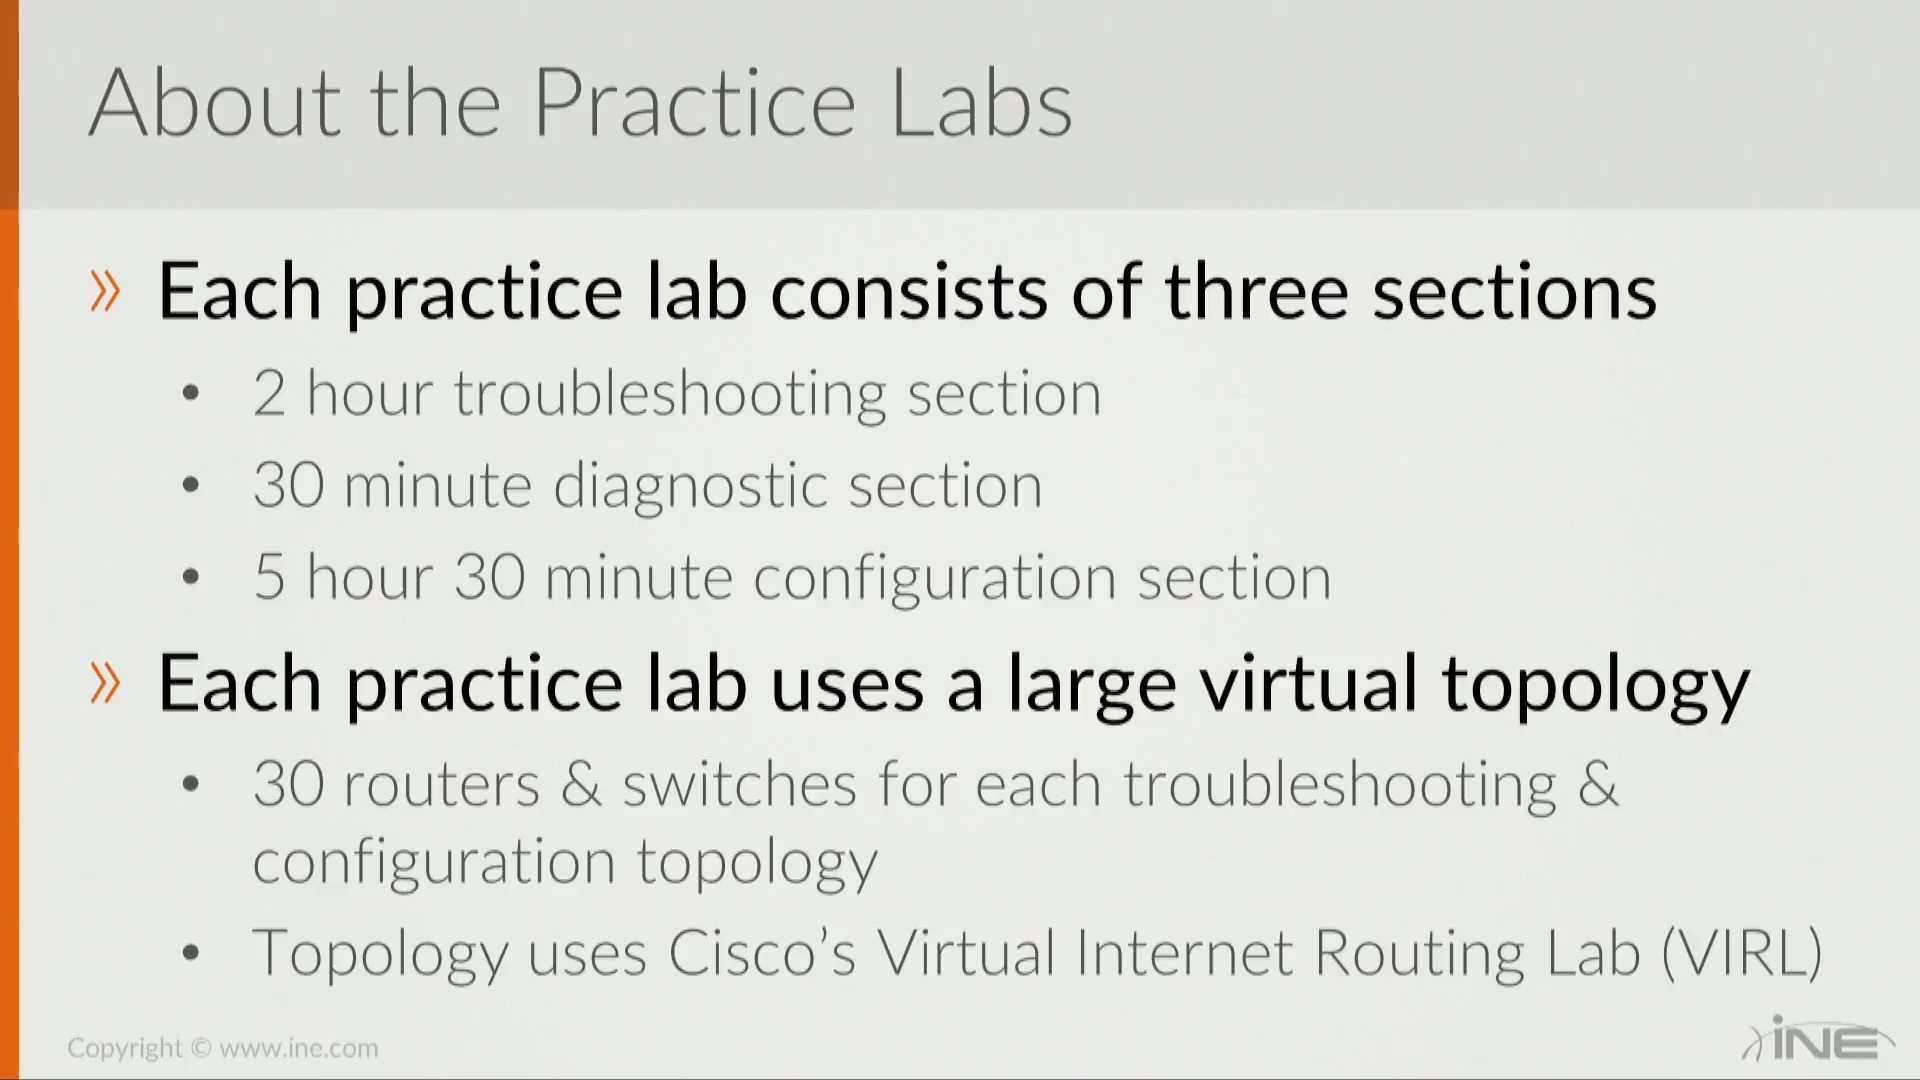 About the Practice Labs
» Each practice lab consists of three sections
• 2 hour troubleshooting section
• 30 minute diagnostic section
• 5 hour 30 minute configuration section
» Each practice lab uses a large virtual topology
• 30 routers & switches for each troubleshooting &
configuration topology
• Topology uses Cisco’s Virtual Internet Routing Lab (VIRL)
Copyright © www.ine.com
iNE